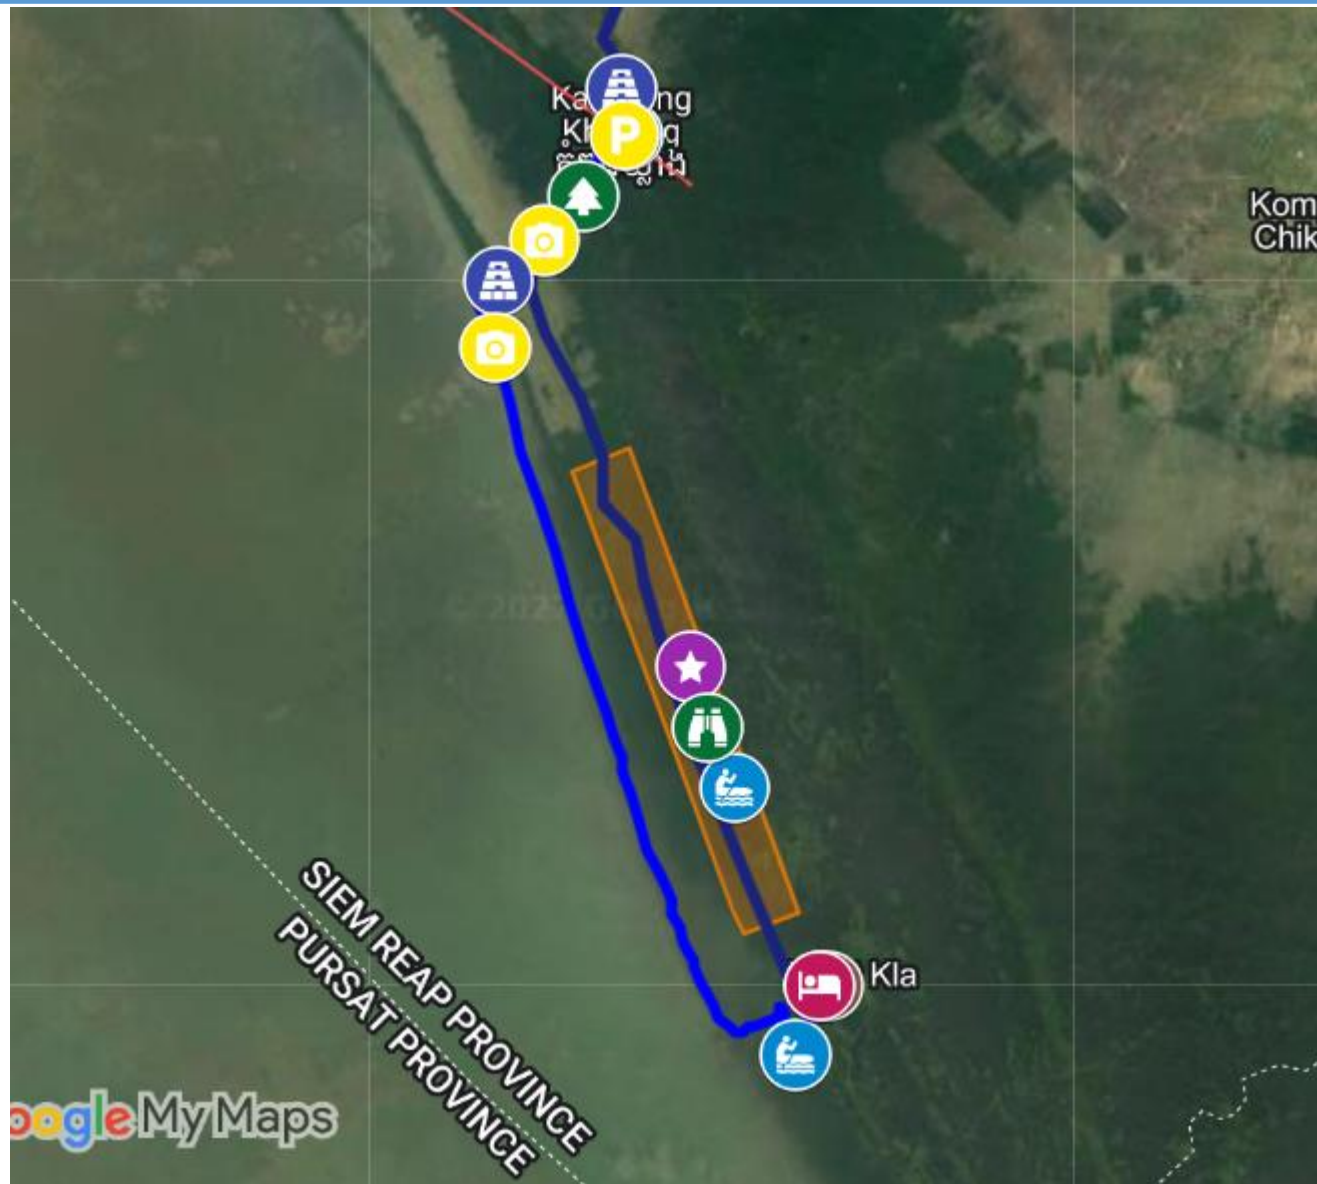 P
Kom
Chik
Kla
SIEM REAP PROVINCE
PURSAT PROVINCE
oogle My Maps